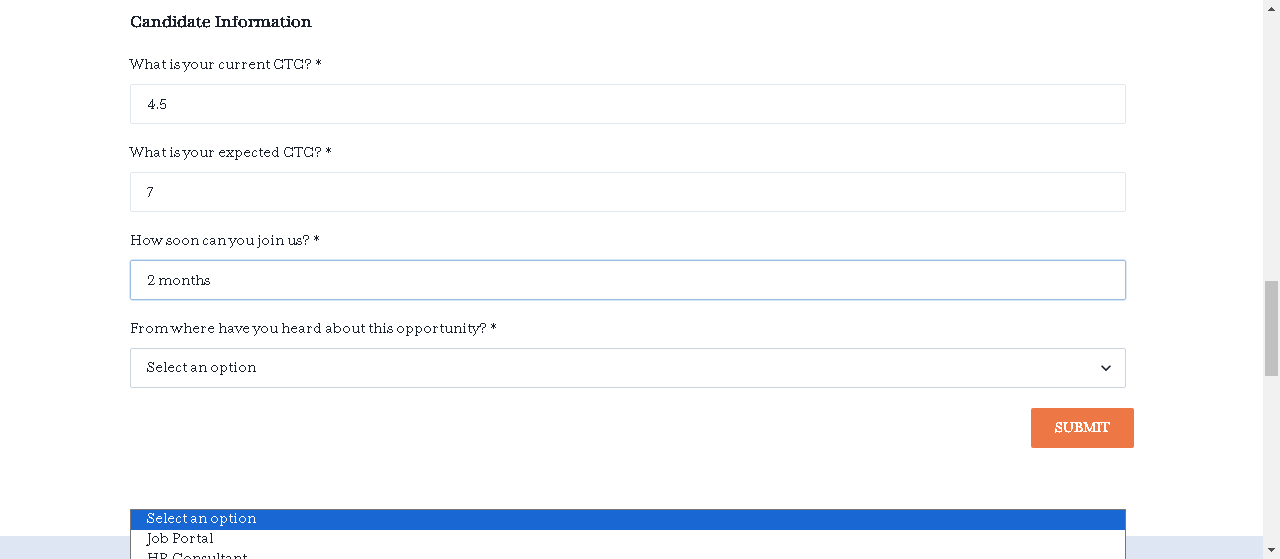 Candidate Information
What is your current CTC? *
4.5
What is your expected CTC? *
7
How soon can you join us? *
2 months
From where have you heard about this opportunity? *
Select an option
SUBMIT
Select an option
Job Portal
HR Consultant